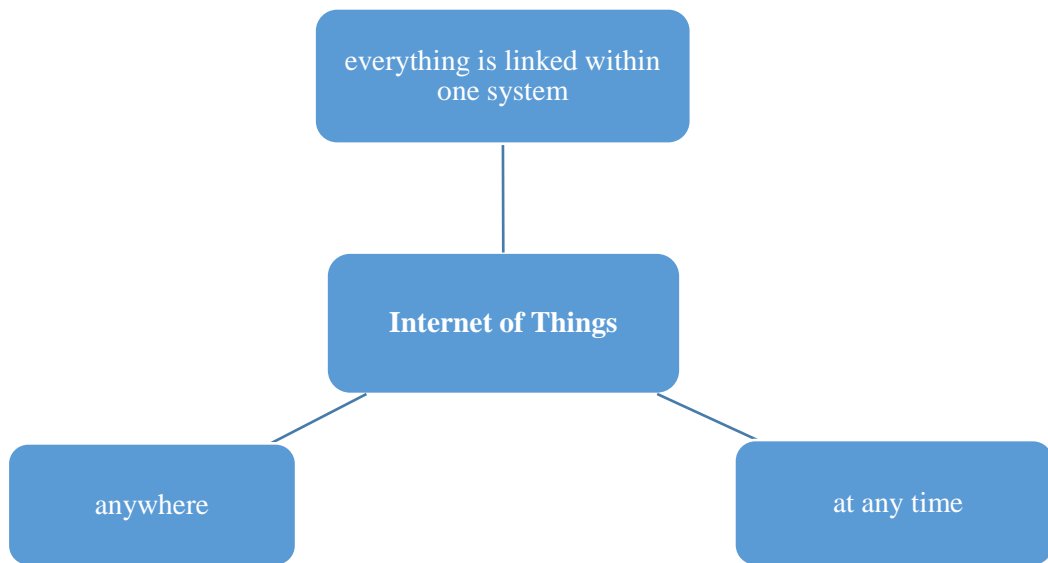 everything is linked within
one system
Internet of Things
anywhere
at any time